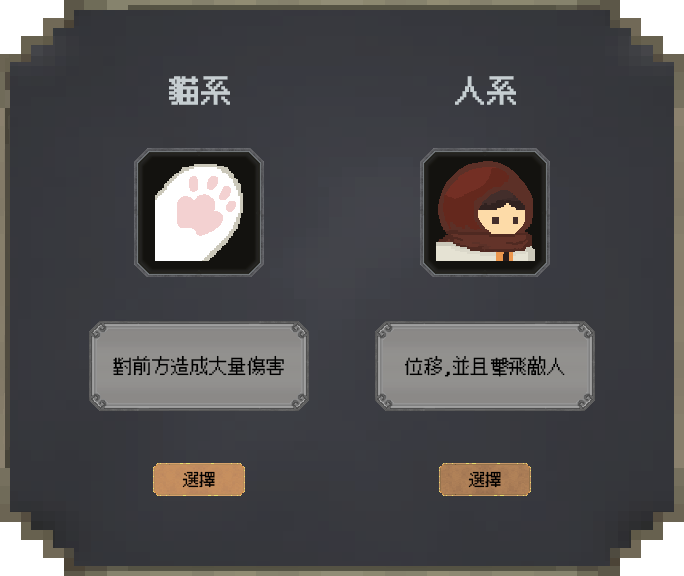 貓系
人系
對前方造成大量傷害
位移,並且擊飛敵人
選擇
選擇